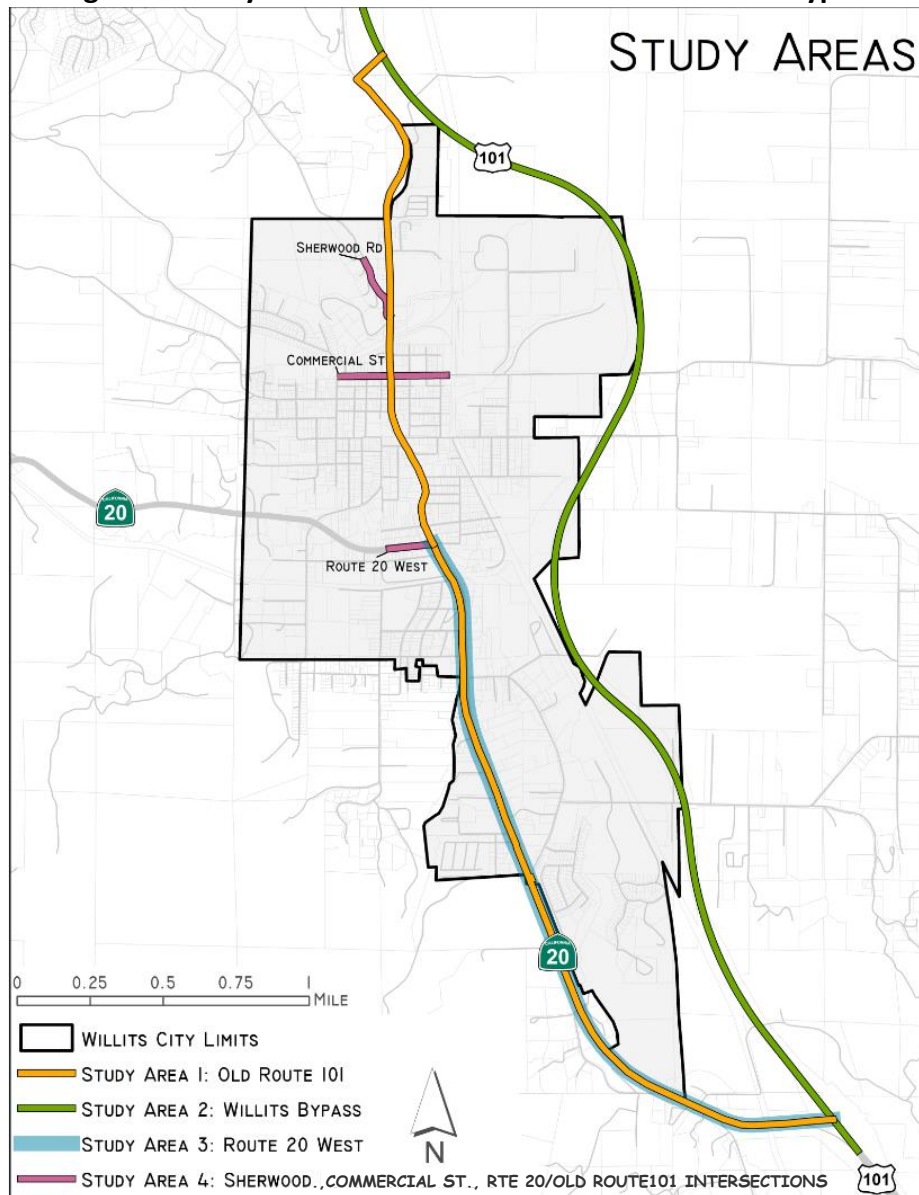 STUDY AREAS
101
SHERWOOD RD
COMMERCIAL ST
CALIFORNIA
20
ROUTE 20 WEST
CALIFORNIA
20
0 0.25 0.5 0.75 1
MILE
WILLITS CITY LIMITS
STUDY AREA 1: OLD ROUTE 101
STUDY AREA 2: WILLITS BYPASS
STUDY AREA 3: ROUTE 20 WEST
STUDY AREA 4: SHERWOOD.,COMMERCIAL ST., RTE 20/OLD ROUTE101 INTERSECTIONS
N
101